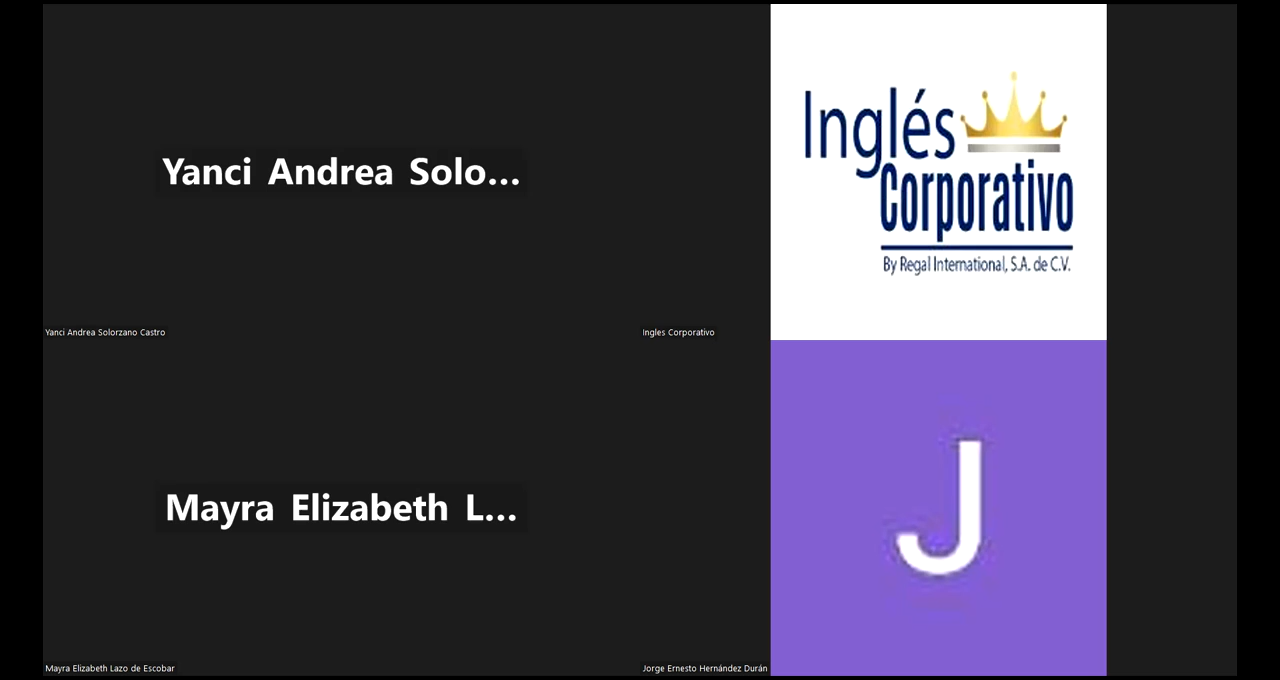 Yanci Andrea Solo...
Yanci Andrea Solorzano Castro
Inglés
Corporativo
By Regal International, S.A. de C.V.
Ingles Corporativo
Mayra Elizabeth L...
Mayra Elizabeth Lazo de Escobar
J
Jorge Ernesto Hernández Durán